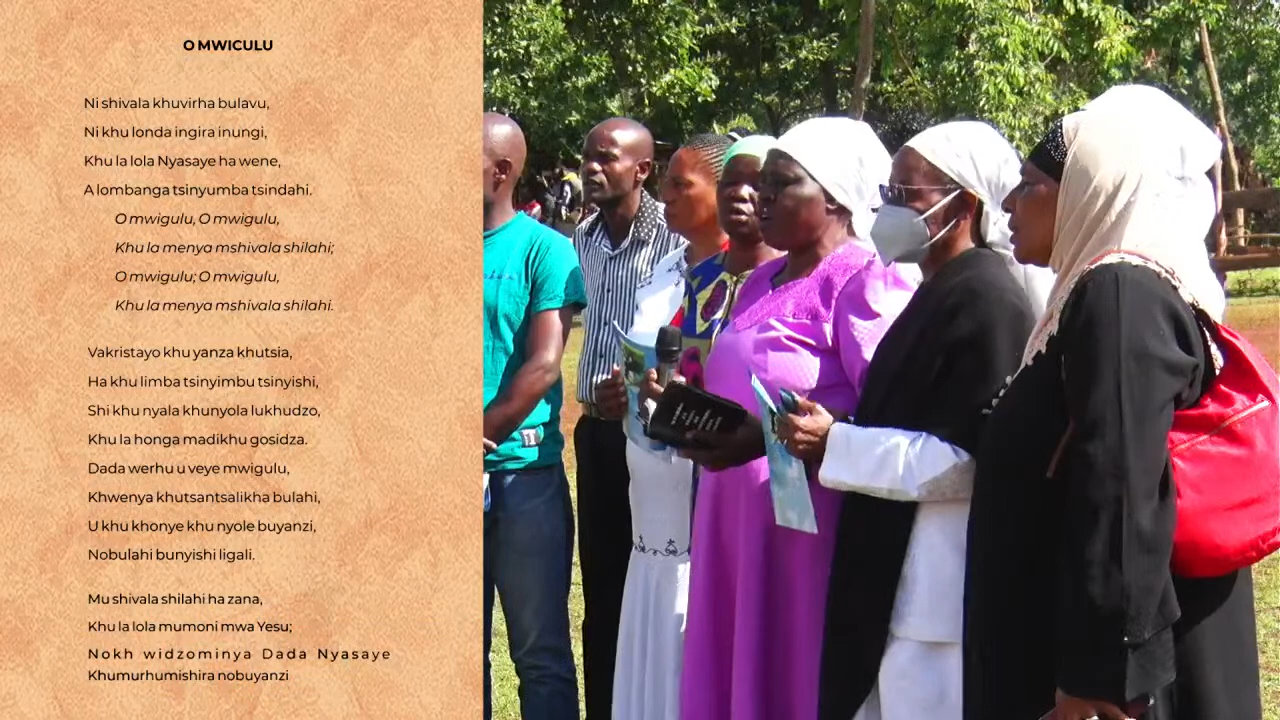 O MWICULU
Ni shivala khuvirha bulavu,
Ni khu londa ingira inungi,
Khu la lola Nyasaye ha wene,
A lombanga tsinyumba tsindahi.
O mwigulu, O mwigulu,
Khu la menya mshivala shilahi;
O mwigulu; O mwigulu,
Khu la menya mshivala shilahi.
Vakristayo khu yanza khutsia,
Ha khu limba tsinyimbu tsinyishi,
Shi khu nyala khunyola lukhudzo,
Khu la honga madikhu gosidza.
Dada werhu u veye mwigulu,
Khwenya khutsantsalikha bulahi,
U khu khonye khu nyole buyanzi,
Nobulahi bunyishi ligali.
Mu shivala shilahi ha zana,
Khu la lola mumoni mwa Yesu;
Nokh widzominya Dada Nyasaye
Khumurhumishira nobuyanzi